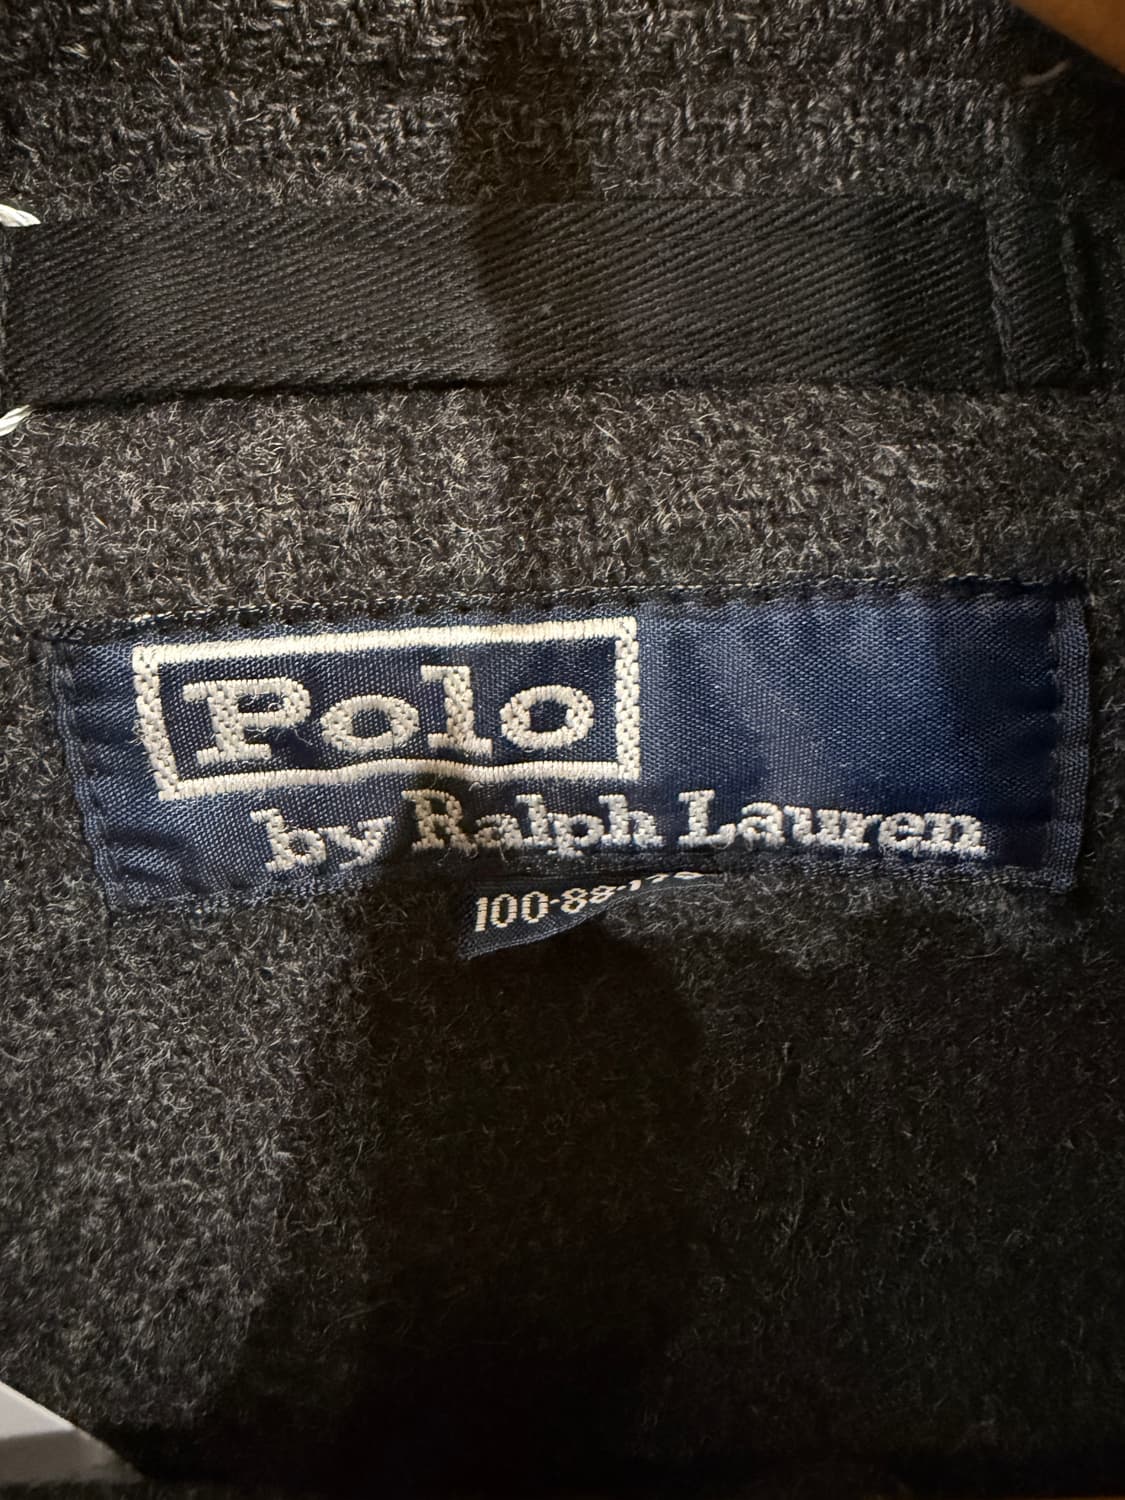 Polo
by Ralph Lauren
100-88-